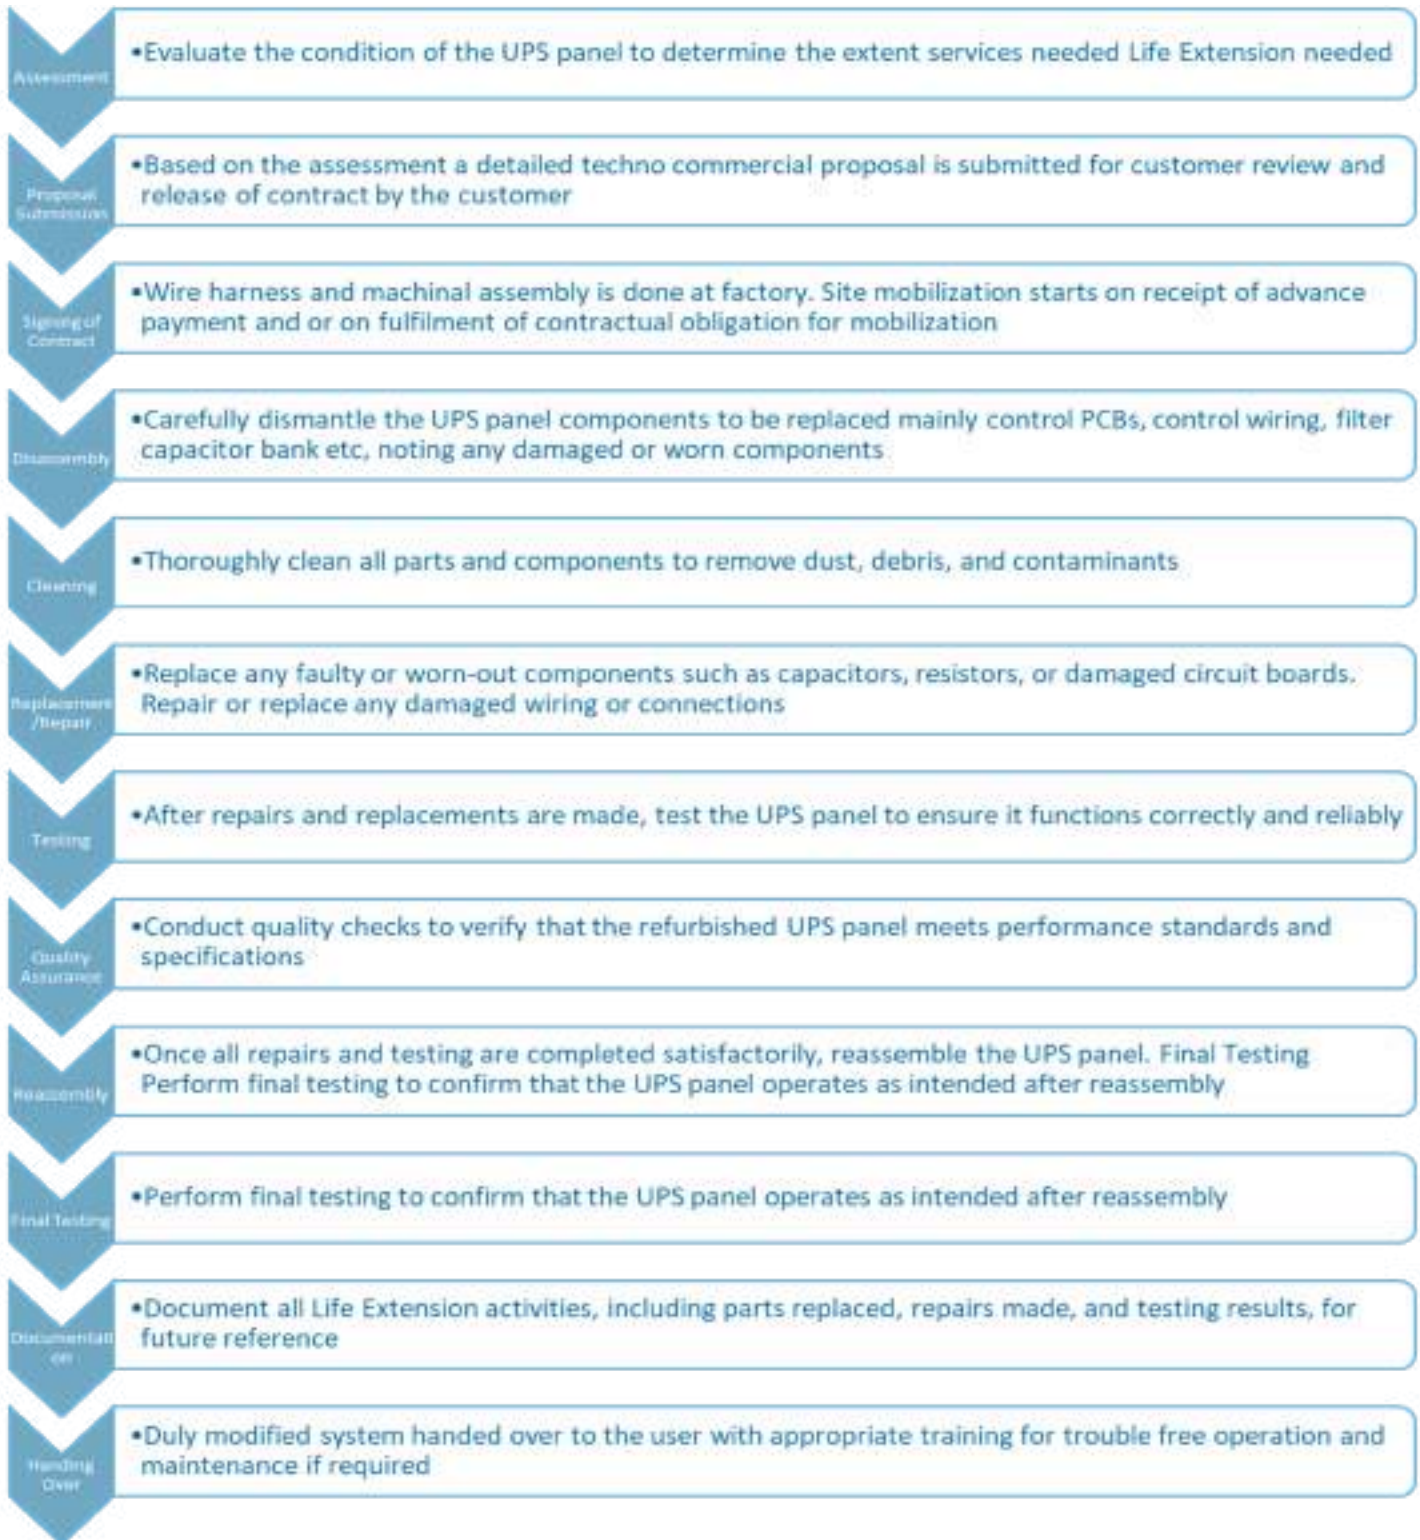 Assessment
•Evaluate the condition of the UPS panel to determine the extent services needed Life Extension needed
Proposal
Submission
•Based on the assessment a detailed techno commercial proposal is submitted for customer review and
release of contract by the customer
Signing of
Contract
•Wire harness and machinal assembly is done at factory. Site mobilization starts on receipt of advance
payment and or on fulfilment of contractual obligation for mobilization
Disassembly
•Carefully dismantle the UPS panel components to be replaced mainly control PCBs, control wiring, filter
capacitor bank etc, noting any damaged or worn components
Cleaning
•Thoroughly clean all parts and components to remove dust, debris, and contaminants
Replacement
/Repair
•Replace any faulty or worn-out components such as capacitors, resistors, or damaged circuit boards.
Repair or replace any damaged wiring or connections
Testing
•After repairs and replacements are made, test the UPS panel to ensure it functions correctly and reliably
Quality
Assurance
•Conduct quality checks to verify that the refurbished UPS panel meets performance standards and
specifications
Reassembly
•Once all repairs and testing are completed satisfactorily, reassemble the UPS panel. Final Testing
Perform final testing to confirm that the UPS panel operates as intended after reassembly
Final Testing
•Perform final testing to confirm that the UPS panel operates as intended after reassembly
Documentati
on
•Document all Life Extension activities, including parts replaced, repairs made, and testing results, for
future reference
Handing
Over
•Duly modified system handed over to the user with appropriate training for trouble free operation and
maintenance if required